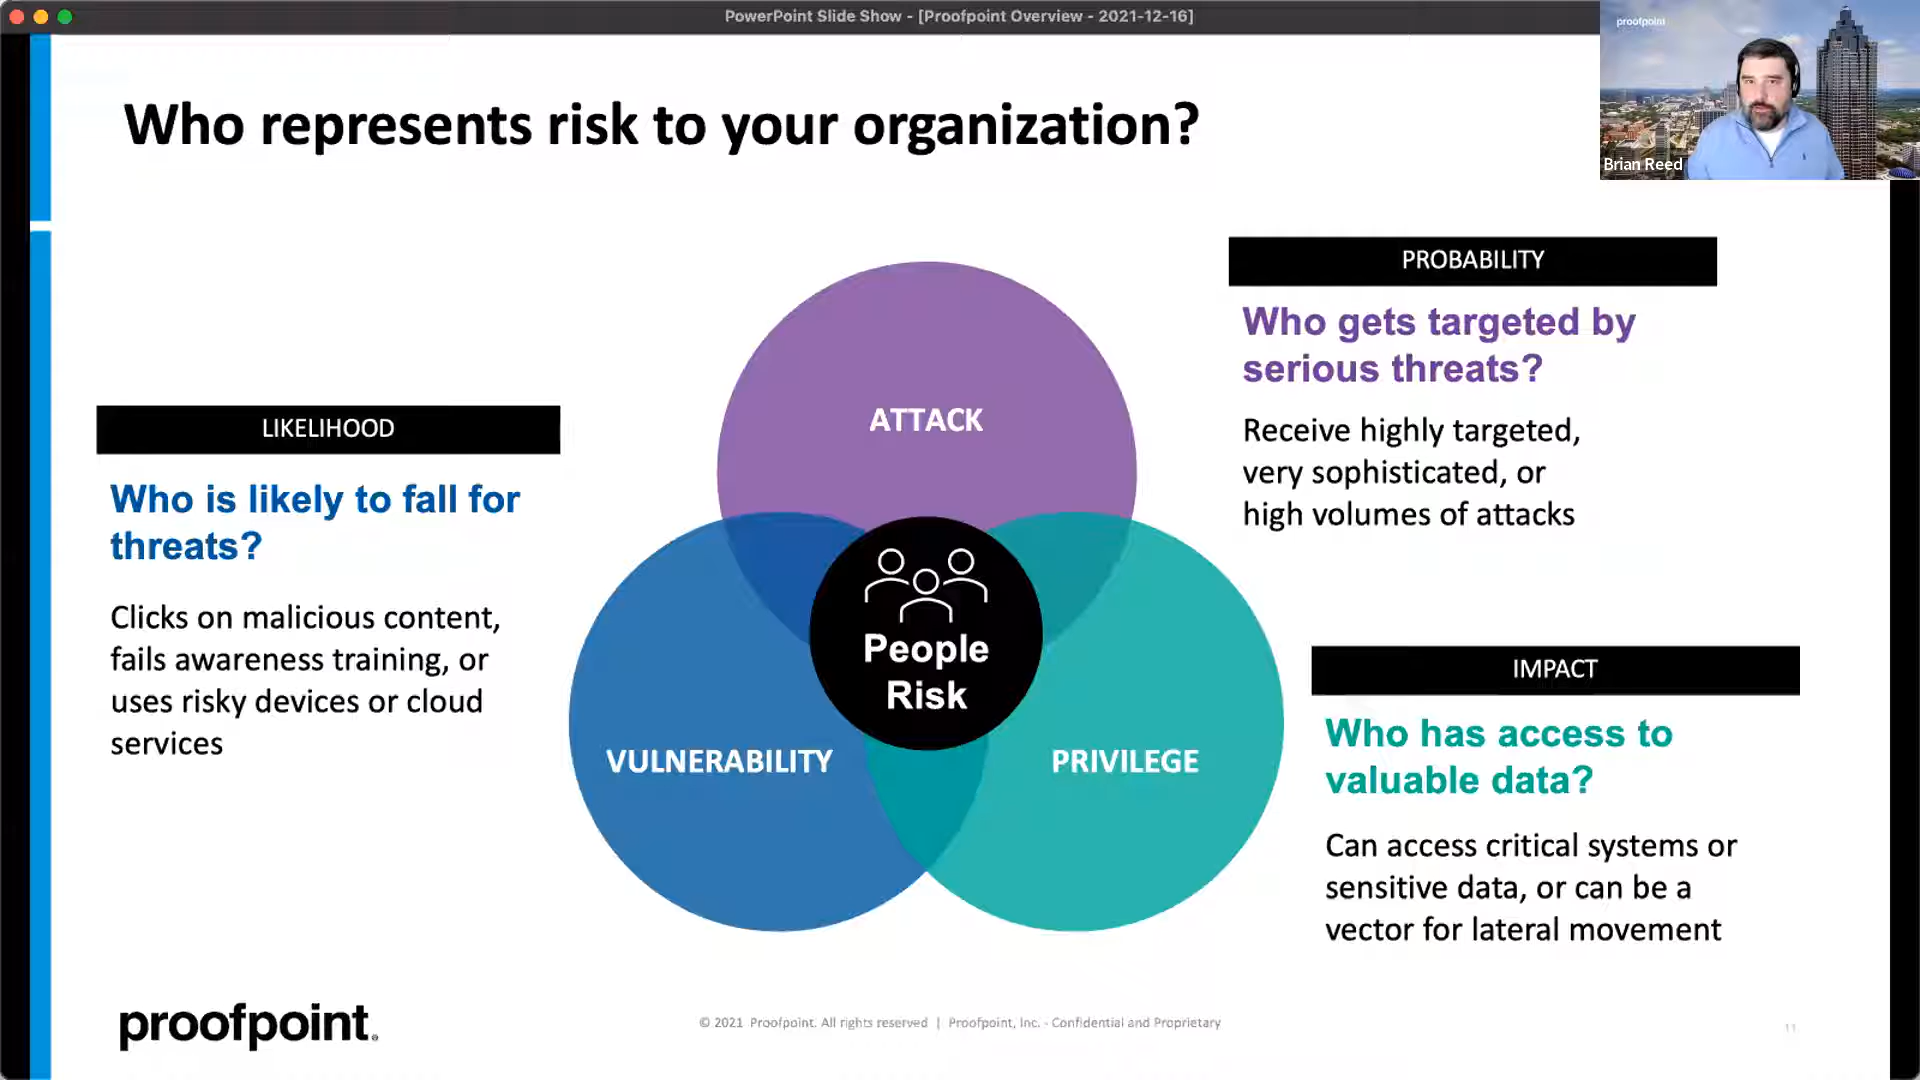 PowerPoint Slide Show - [Proofpoint Overview - 2021-12-16]
proofpoint
Brian Reed
Who represents risk to your organization?
PROBABILITY
Who gets targeted by
serious threats?
Receive highly targeted,
very sophisticated, or
high volumes of attacks
LIKELIHOOD
Who is likely to fall for
threats?
Clicks on malicious content,
fails awareness training, or
uses risky devices or cloud
services
ATTACK
People
Risk
VULNERABILITY
PRIVILEGE
IMPACT
Who has access to
valuable data?
Can access critical systems or
sensitive data, or can be a
vector for lateral movement
proofpoint.
© 2021 Proofpoint. All rights reserved | Proofpoint, Inc. - Confidential and Proprietary
11